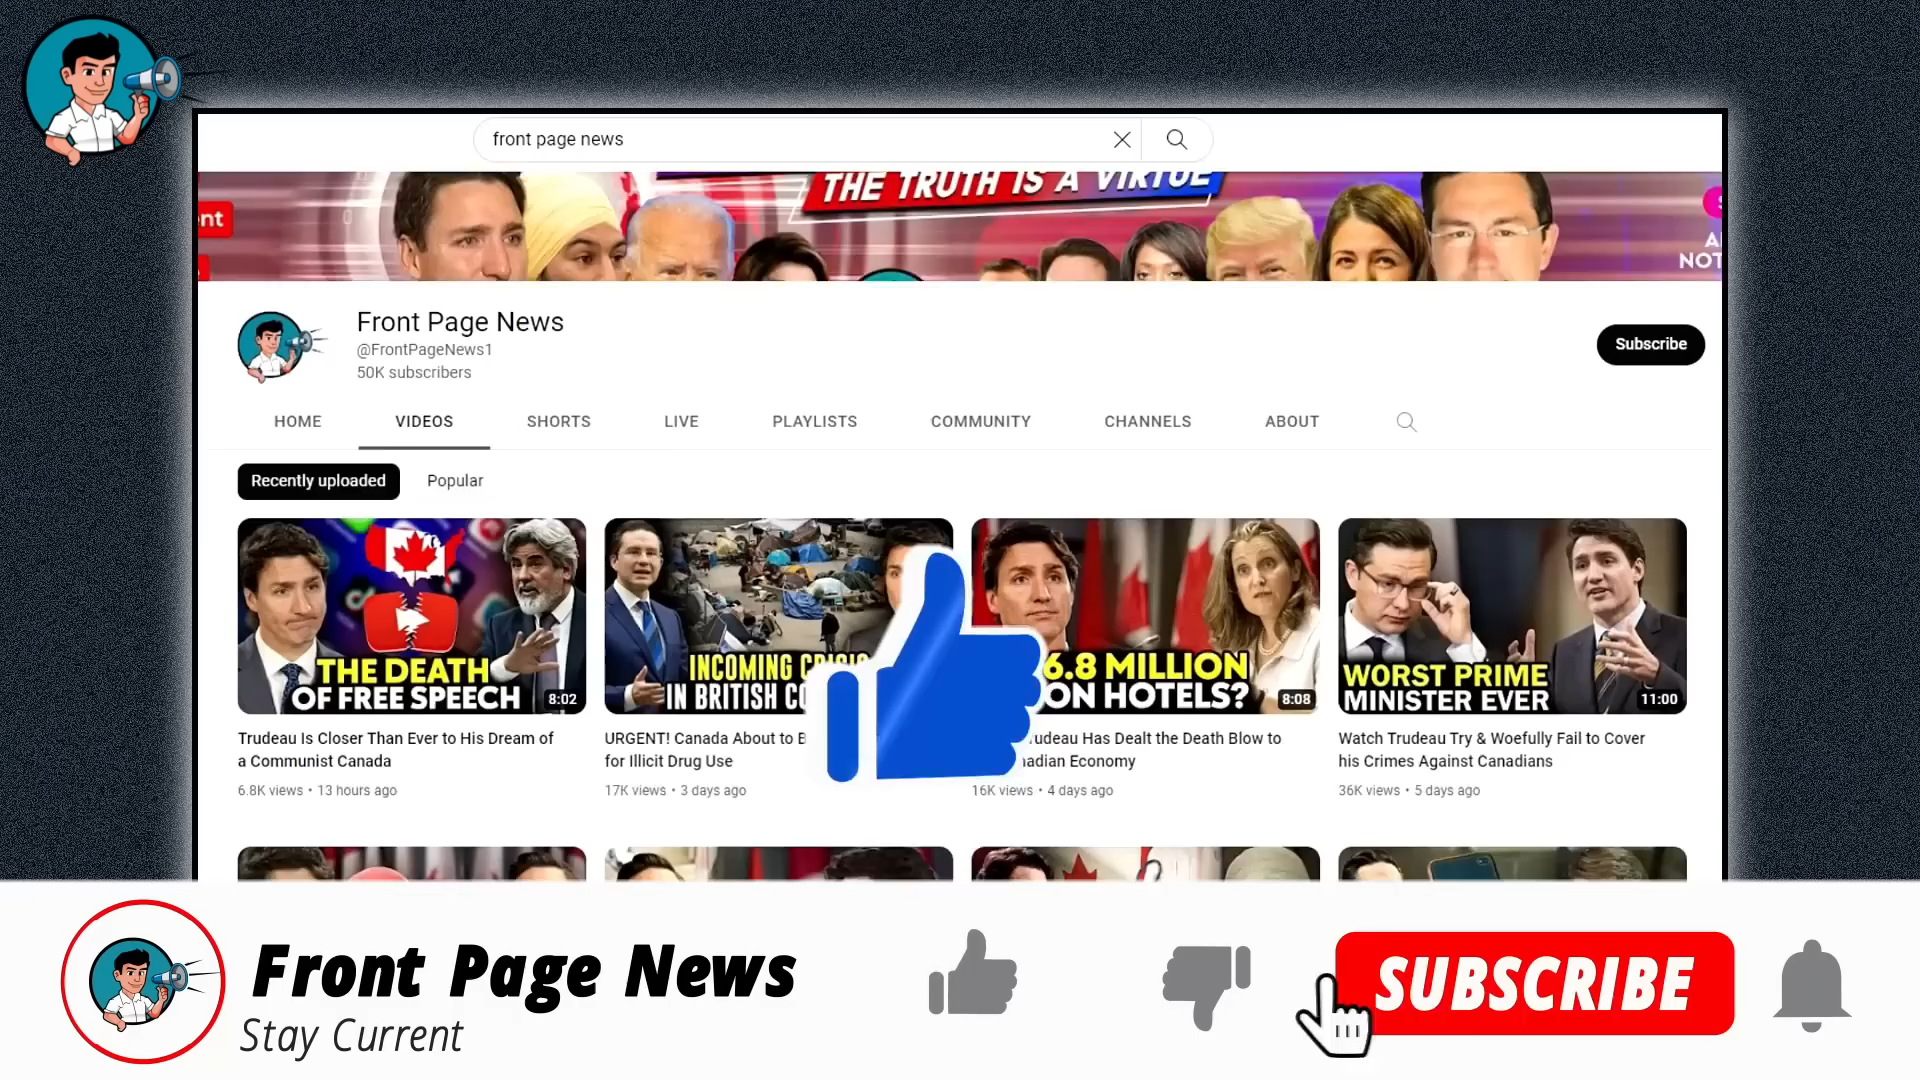 front page news
THE TRUTH IS A VIRTUE
nt
A
NOT
Front Page News
@FrontPageNews1
50K subscribers
Subscribe
HOME
VIDEOS
SHORTS
LIVE
PLAYLISTS
COMMUNITY
CHANNELS
ABOUT
Recently uploaded
Popular
THE DEATH
OF FREE SPEECH
8:02
INCOMING CRISIS
IN BRITISH CO
6.8 MILLION
ON HOTELS?
8:08
WORST PRIME
MINISTER EVER
11:00
Trudeau Is Closer Than Ever to His Dream of
a Communist Canada
6.8K views • 13 hours ago
URGENT! Canada About to B
for Illicit Drug Use
17K views • 3 days ago
rudeau Has Dealt the Death Blow to
adian Economy
16K views • 4 days ago
Watch Trudeau Try & Woefully Fail to Cover
his Crimes Against Canadians
36K views • 5 days ago
Front Page News
Stay Current
SUBSCRIBE